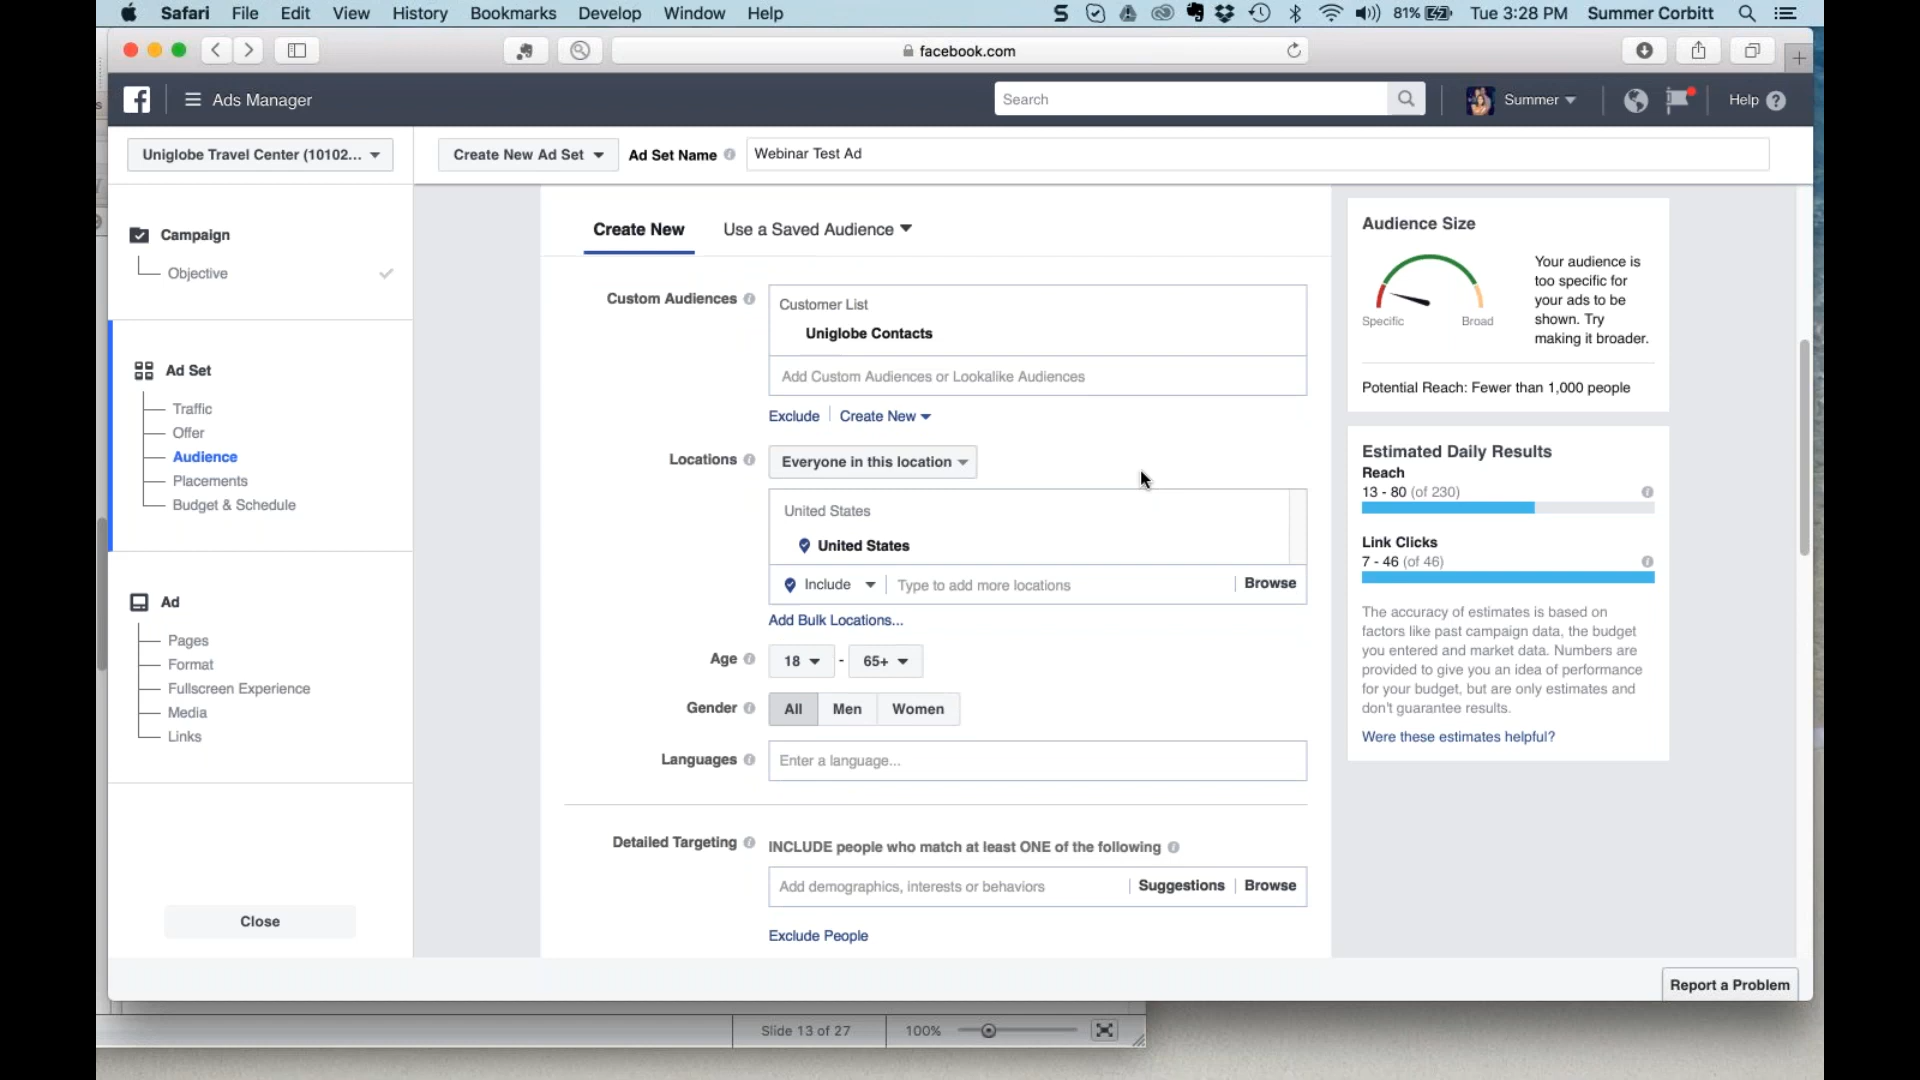 Safari File Edit View History Bookmarks Develop Window Help 81% Tue 3:28 PM Summer Corbitt
facebook.com
Ads Manager Search Summer Help
Uniglobe Travel Center (10102... Create New Ad Set Ad Set Name Webinar Test Ad
Campaign
Objective
Ad Set
Traffic
Offer
Audience
Placements
Budget & Schedule
Ad
Pages
Format
Fullscreen Experience
Media
Links
Close
Create New Use a Saved Audience
Custom Audiences Customer List
Uniglobe Contacts
Add Custom Audiences or Lookalike Audiences
Exclude Create New
Locations Everyone in this location
United States
United States
Include Type to add more locations Browse
Add Bulk Locations...
Age 18 - 65+
Gender All Men Women
Languages Enter a language...
Detailed Targeting INCLUDE people who match at least ONE of the following
Add demographics, interests or behaviors Suggestions Browse
Exclude People
Audience Size
Specific Broad
Your audience is
too specific for
your ads to be
shown. Try
making it broader.
Potential Reach: Fewer than 1,000 people
Estimated Daily Results
Reach
13 - 80 (of 230)
Link Clicks
7 - 46 (of 46)
The accuracy of estimates is based on
factors like past campaign data, the budget
you entered and market data. Numbers are
provided to give you an idea of performance
for your budget, but are only estimates and
don't guarantee results.
Were these estimates helpful?
Report a Problem
Slide 13 of 27 100%